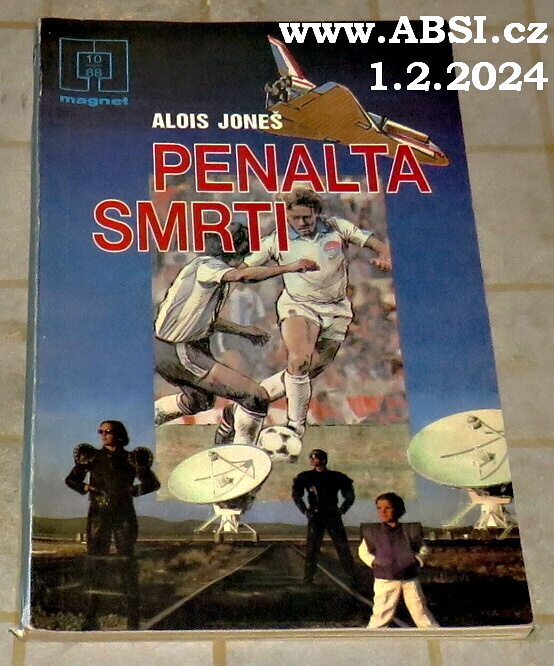 www.ABSI.cz
1.2.2024
10
88
magnet
ALOIS JONEŠ
PENALTA
SMRTI